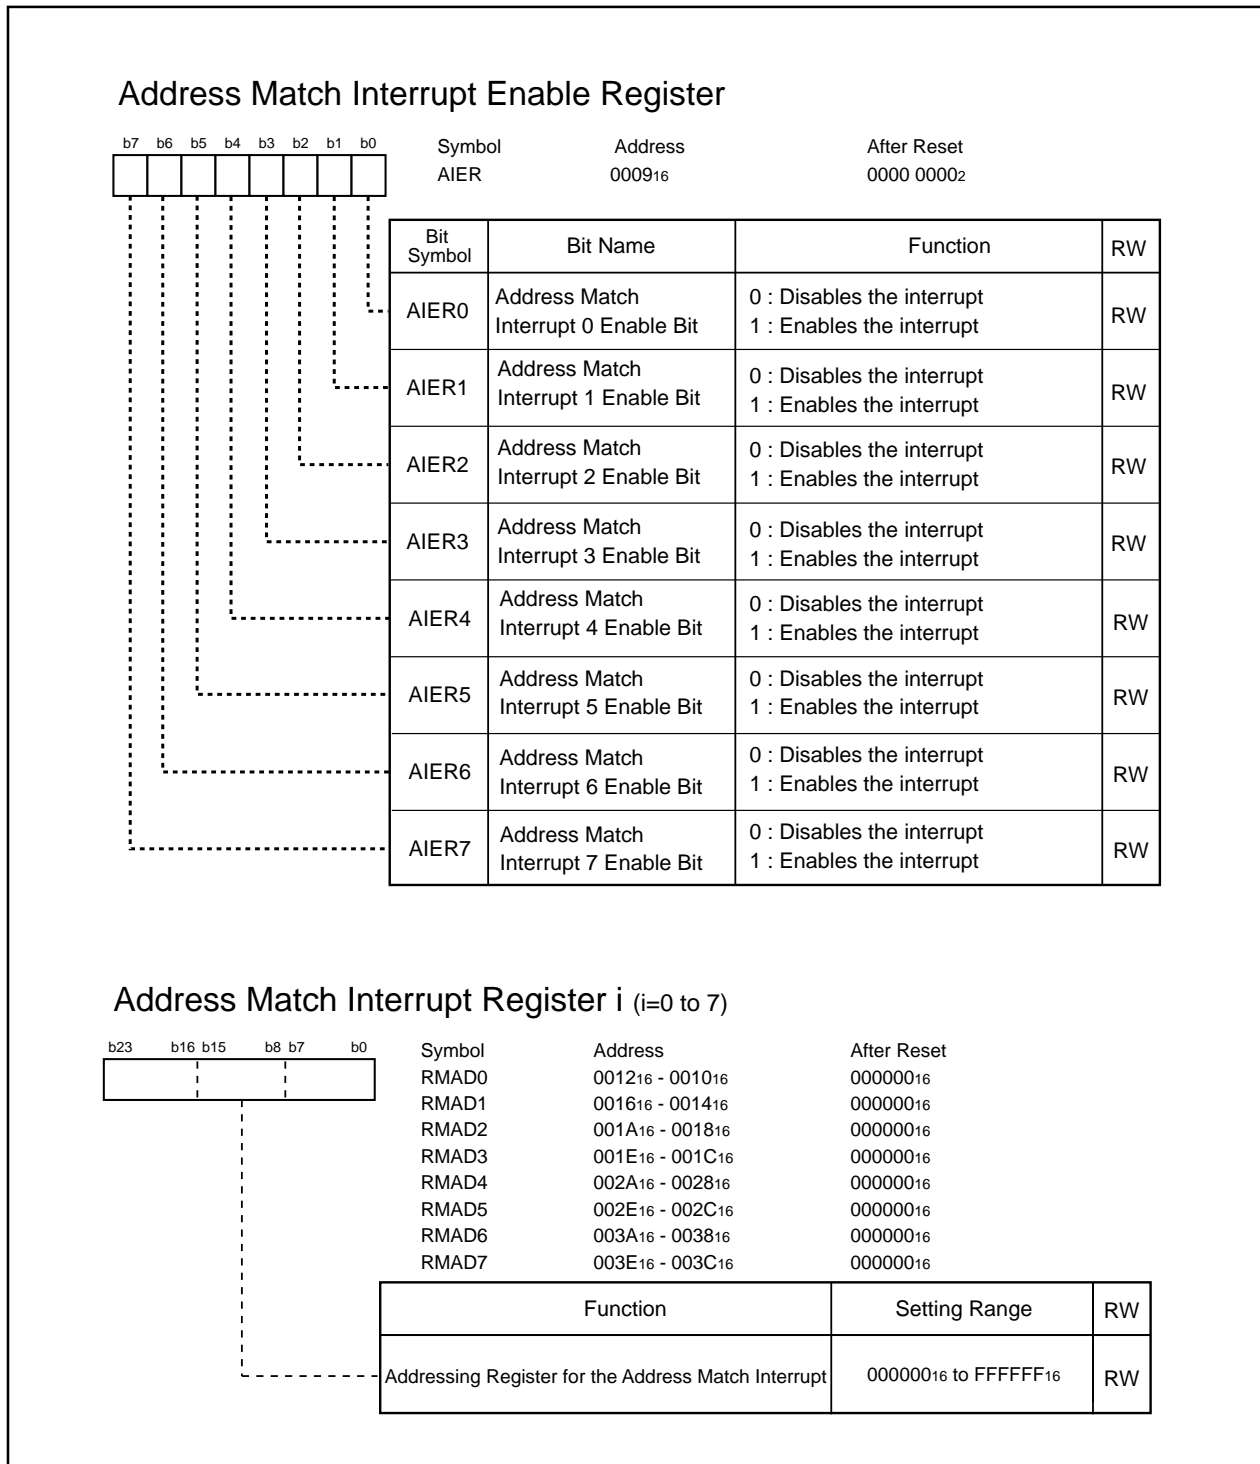 Address Match Interrupt Enable Register
b7 b6 b5 b4 b3 b2 b1 b0
Symbol Address After Reset
AIER 000916 0000 00002
Bit Symbol Bit Name Function RW
AIER0 Address Match Interrupt 0 Enable Bit 0 : Disables the interrupt 1 : Enables the interrupt RW
AIER1 Address Match Interrupt 1 Enable Bit 0 : Disables the interrupt 1 : Enables the interrupt RW
AIER2 Address Match Interrupt 2 Enable Bit 0 : Disables the interrupt 1 : Enables the interrupt RW
AIER3 Address Match Interrupt 3 Enable Bit 0 : Disables the interrupt 1 : Enables the interrupt RW
AIER4 Address Match Interrupt 4 Enable Bit 0 : Disables the interrupt 1 : Enables the interrupt RW
AIER5 Address Match Interrupt 5 Enable Bit 0 : Disables the interrupt 1 : Enables the interrupt RW
AIER6 Address Match Interrupt 6 Enable Bit 0 : Disables the interrupt 1 : Enables the interrupt RW
AIER7 Address Match Interrupt 7 Enable Bit 0 : Disables the interrupt 1 : Enables the interrupt RW
Address Match Interrupt Register i (i=0 to 7)
b23 b16 b15 b8 b7 b0
Symbol Address After Reset
RMAD0 001216 - 001016 00000016
RMAD1 001616 - 001416 00000016
RMAD2 001A16 - 001816 00000016
RMAD3 001E16 - 001C16 00000016
RMAD4 002A16 - 002816 00000016
RMAD5 002E16 - 002C16 00000016
RMAD6 003A16 - 003816 00000016
RMAD7 003E16 - 003C16 00000016
Function Setting Range RW
Addressing Register for the Address Match Interrupt 00000016 to FFFFFF16 RW